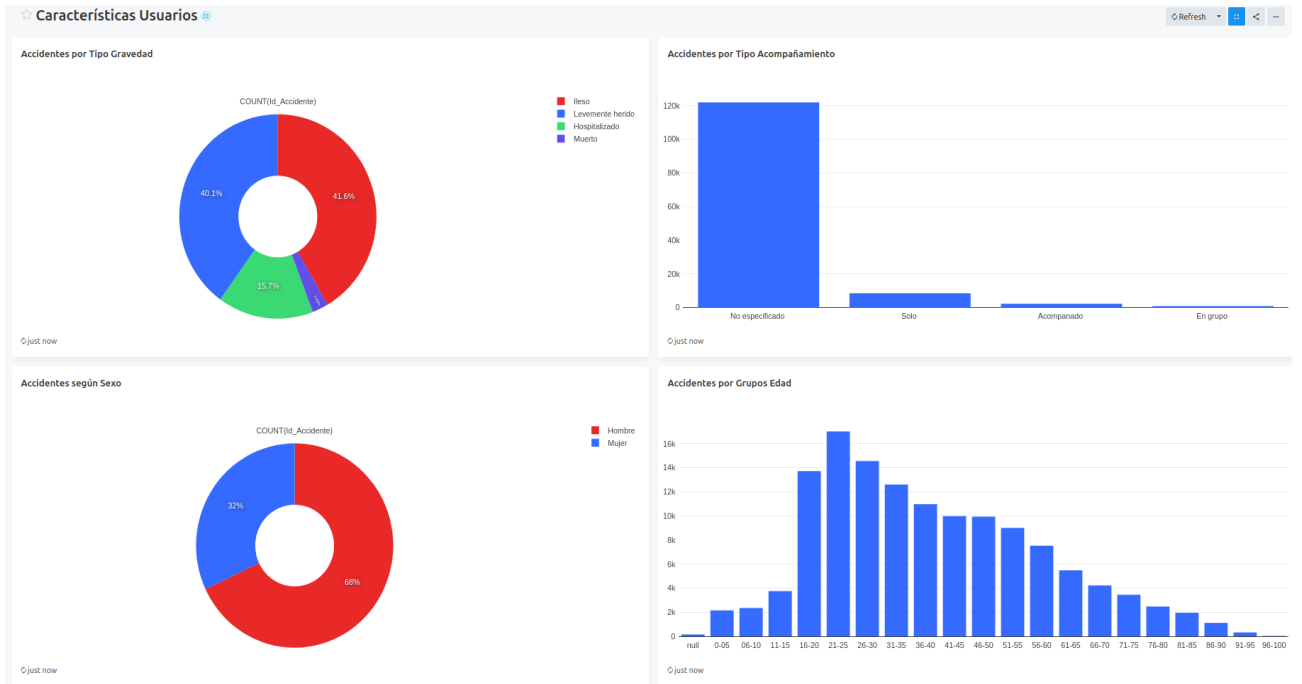 Características Usuarios
Refresh
Accidentes por Tipo Gravedad
COUNT(Id_Accidente)
Ileso
Levemente herido
Hospitalizado
Muerto
40.1%
41.6%
15.7%
just now
Accidentes por Tipo Acompañamiento
120k
100k
80k
60k
40k
20k
0
No especificado Solo Acompanado En grupo
just now
Accidentes según Sexo
COUNT(Id_Accidente)
Hombre
Mujer
32%
68%
just now
Accidentes por Grupos Edad
16k
14k
12k
10k
8k
6k
4k
2k
0
null 0-05 06-10 11-15 16-20 21-25 26-30 31-35 36-40 41-45 46-50 51-55 56-60 61-65 66-70 71-75 76-80 81-85 86-90 91-95 96-100
just now